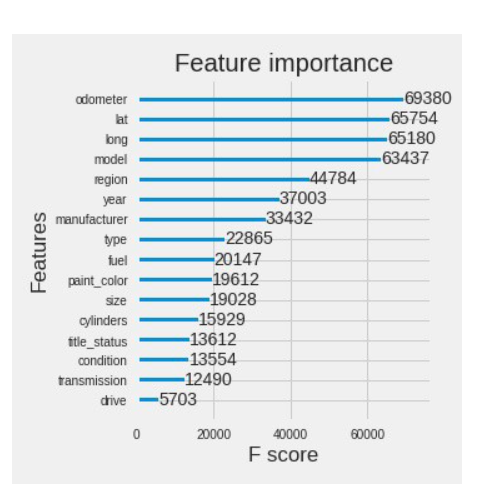 Feature importance
odometer 69380
lat 65754
long 65180
model 63437
region 44784
year 37003
manufacturer 33432
type 22865
fuel 20147
paint_color 19612
size 19028
cylinders 15929
title_status 13612
condition 13554
transmission 12490
drive 5703
Features
0 20000 40000 60000
F score